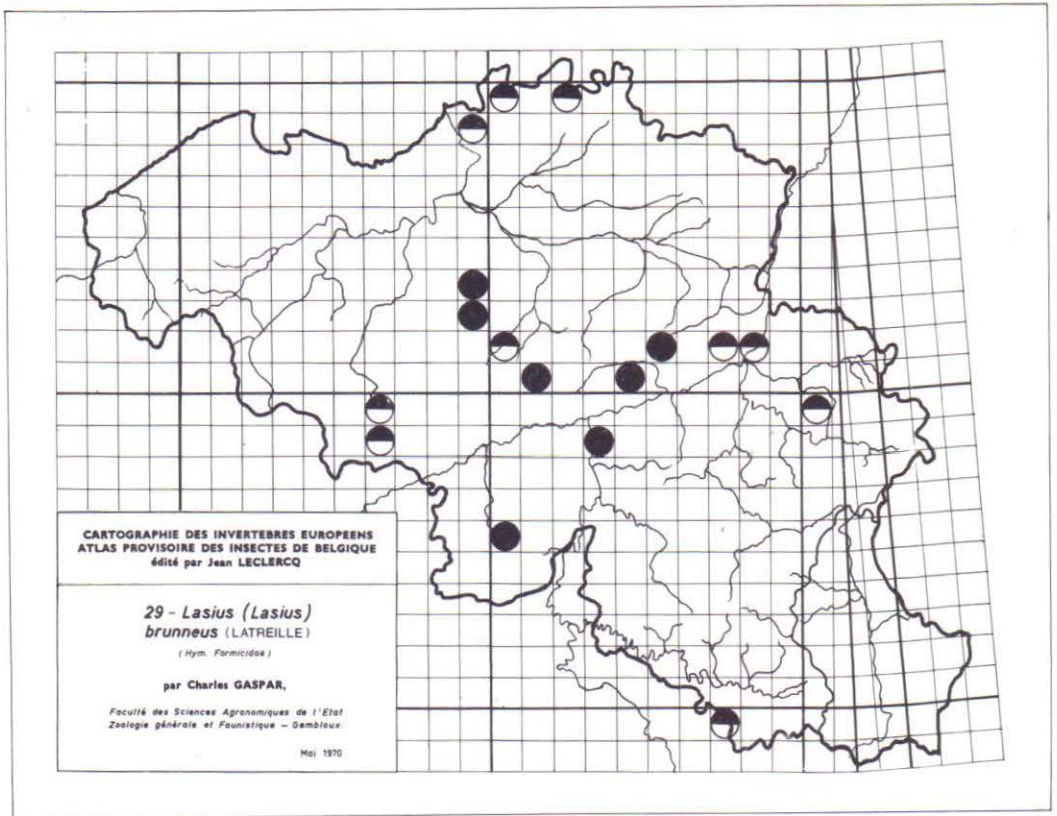 CARTOGRAPHIE DES INVERTEBRES EUROPEENS
ATLAS PROVISOIRE DES INSECTES DE BELGIQUE
édité par Jean LECLERCQ
29 - Lasius (Lasius)
brunneus (LATREILLE)
(Hym. Formicidae)
par Charles GASPAR,
Faculté des Sciences Agronomiques de l'Etat
Zoologie générale et Faunistique — Gembloux.
Mai 1970